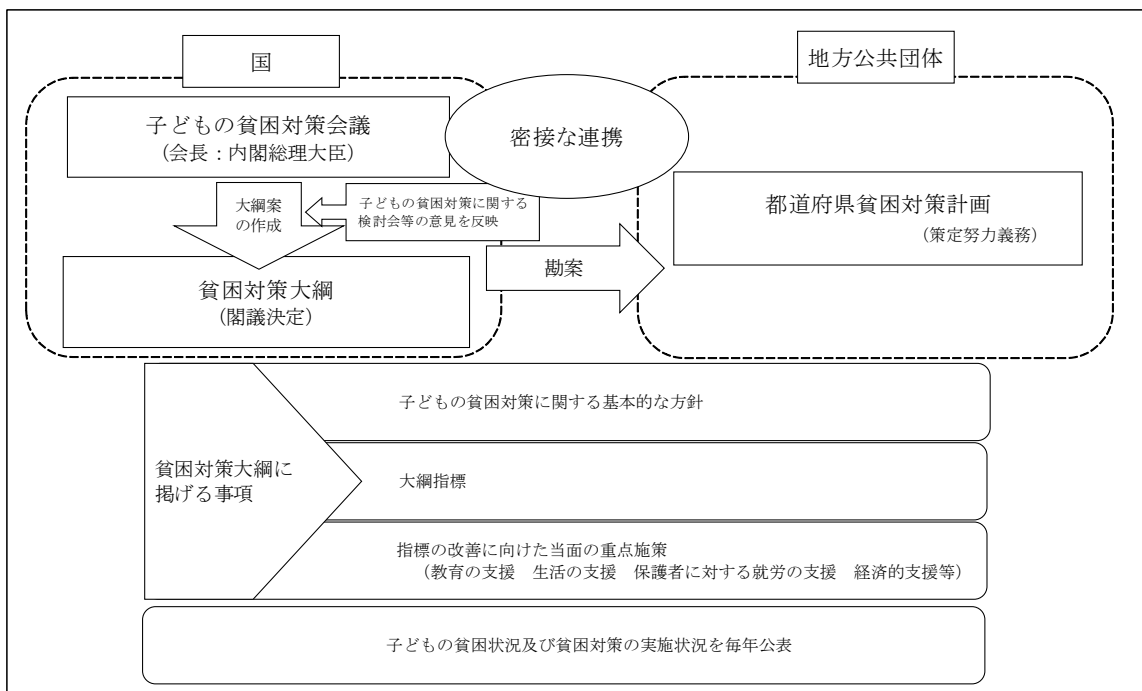 国
地方公共団体
子どもの貧困対策会議
（会長：内閣総理大臣）
密接な連携
大綱案
の作成
子どもの貧困対策に関する
検討会等の意見を反映
都道府県貧困対策計画
（策定努力義務）
勘案
貧困対策大綱
（閣議決定）
貧困対策大綱に
掲げる事項
子どもの貧困対策に関する基本的な方針
大綱指標
指標の改善に向けた当面の重点施策
（教育の支援　生活の支援　保護者に対する就労の支援　経済的支援等）
子どもの貧困状況及び貧困対策の実施状況を毎年公表